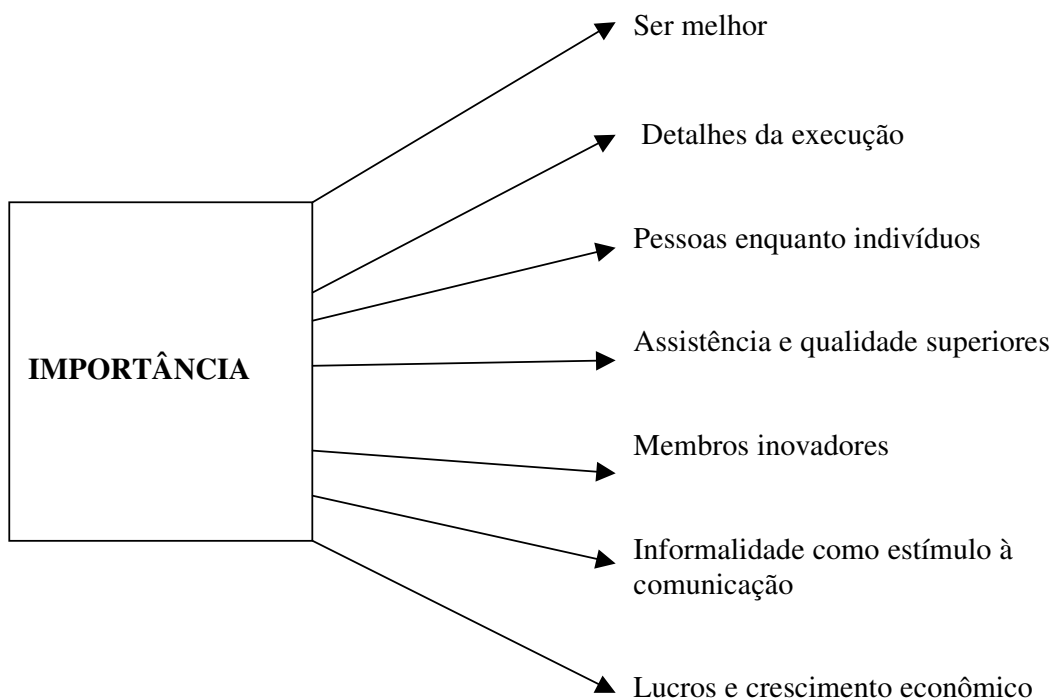 Ser melhor
Detalhes da execução
Pessoas enquanto indivíduos
Assistência e qualidade superiores
IMPORTÂNCIA
Membros inovadores
Informalidade como estímulo à
comunicação
Lucros e crescimento econômico